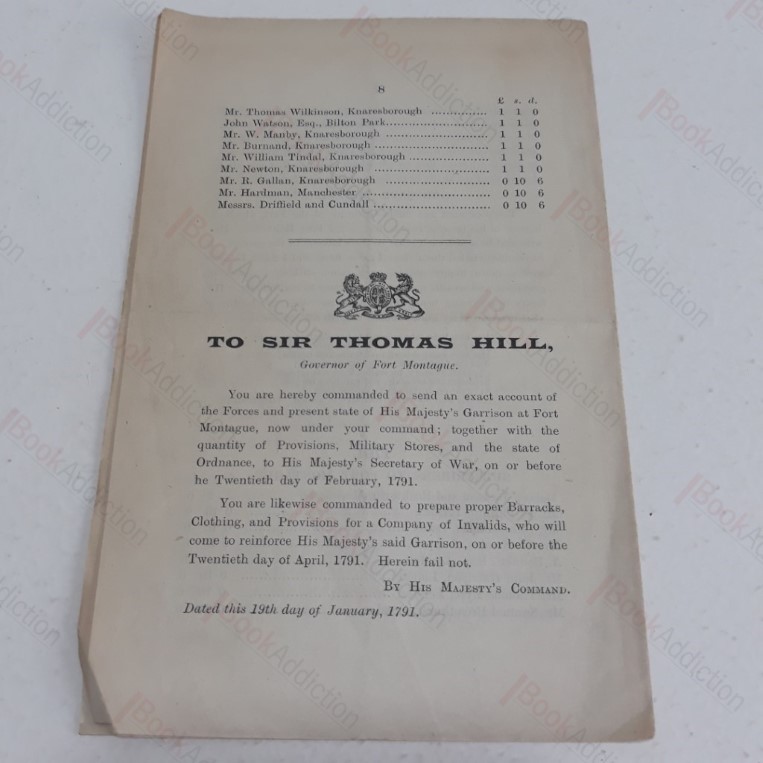 8
£ s. d.
Mr. Thomas Wilkinson, Knaresborough ............... 1 1 0
John Watson, Esq., Bilton Park........................... 1 1 0
Mr. W. Manby, Knaresborough ........................... 1 1 0
Mr. Burnand, Knaresborough ............................. 1 1 0
Mr. William Tindal, Knaresborough ..................... 1 1 0
Mr. Newton, Knaresborough ............................... 1 1 0
Mr. R. Gallan, Knaresborough ........................... 0 10 6
Mr. Hardman, Manchester ................................. 0 10 6
Messrs. Driffield and Cundall .............................. 0 10 6
TO SIR THOMAS HILL,
Governor of Fort Montague.
You are hereby commanded to send an exact account of
the Forces and present state of His Majesty's Garrison at Fort
Montague, now under your command; together with the
quantity of Provisions, Military Stores, and the state of
Ordnance, to His Majesty's Secretary of War, on or before
he Twentieth day of February, 1791.
You are likewise commanded to prepare proper Barracks,
Clothing, and Provisions for a Company of Invalids, who will
come to reinforce His Majesty's said Garrison, on or before the
Twentieth day of April, 1791. Herein fail not.
By His Majesty's Command.
Dated this 19th day of January, 1791.
BookAddiction